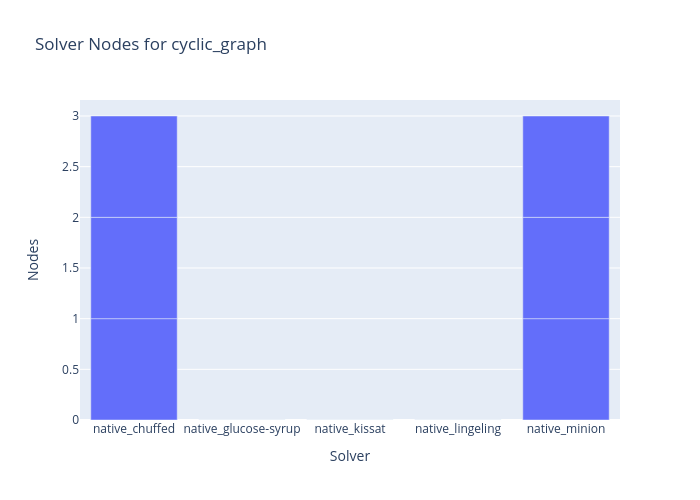 Solver Nodes for cyclic_graph
3
2.5
2
1.5
1
0.5
0
Nodes
native_chuffed native_glucose-syrup native_kissat native_lingeling native_minion
Solver